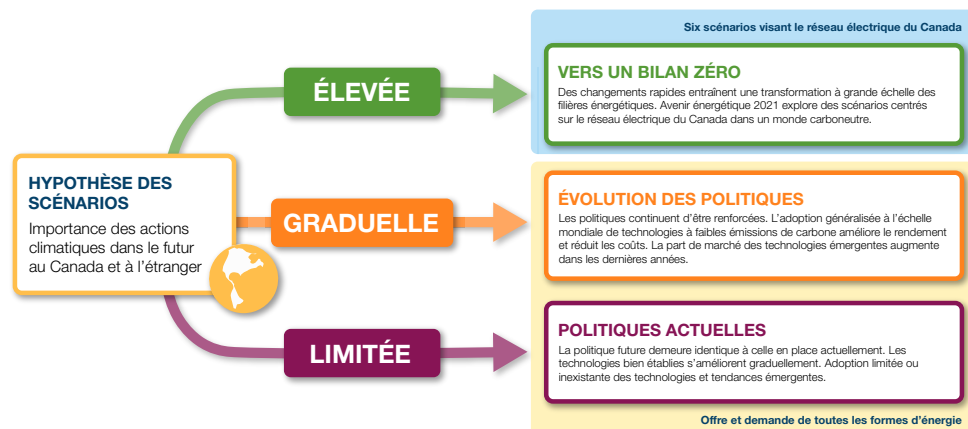 Six scénarios visant le réseau électrique du Canada
ÉLEVÉE
VERS UN BILAN ZÉRO
Des changements rapides entraînent une transformation à grande échelle des
filières énergétiques. Avenir énergétique 2021 explore des scénarios centrés
sur le réseau électrique du Canada dans un monde carboneutre.
HYPOTHÈSE DES
SCÉNARIOS
Importance des actions
climatiques dans le futur
au Canada et à l’étranger
GRADUELLE
ÉVOLUTION DES POLITIQUES
Les politiques continuent d’être renforcées. L’adoption généralisée à l’échelle
mondiale de technologies à faibles émissions de carbone améliore le rendement
et réduit les coûts. La part de marché des technologies émergentes augmente
dans les dernières années.
LIMITÉE
POLITIQUES ACTUELLES
La politique future demeure identique à celle en place actuellement. Les
technologies bien établies s’améliorent graduellement. Adoption limitée ou
inexistante des technologies et tendances émergentes.
Offre et demande de toutes les formes d’énergie